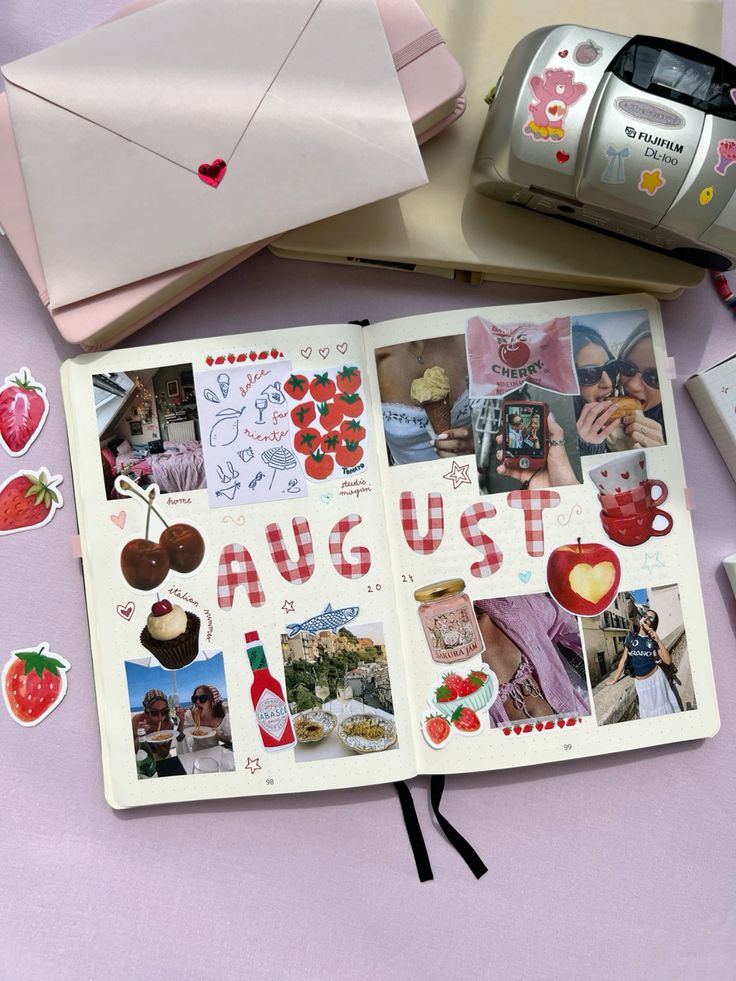 FUJIFILM
DL-100
dolce
far
niente
TOMATO
studio
home
CHERRY
AUGUST
20 24
italian
summer
TABASCO
SAKURA JAM
98
99